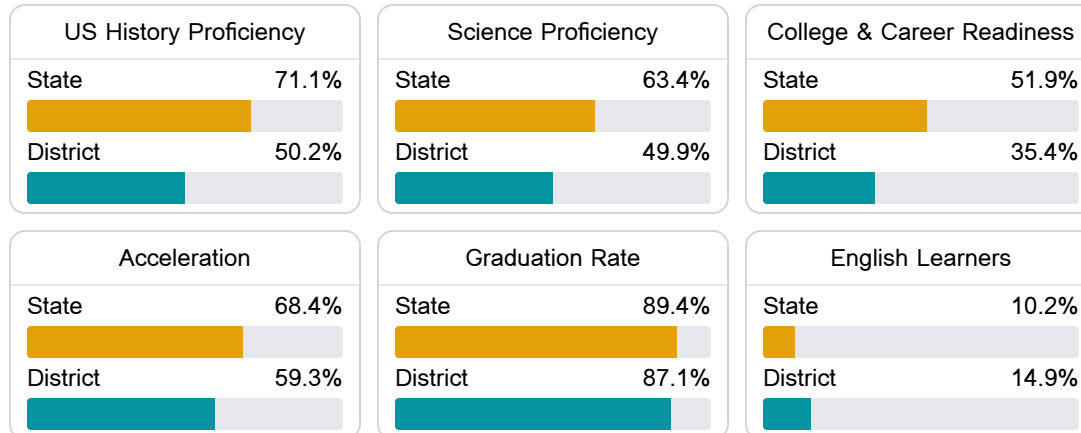 US History Proficiency
State 71.1%
District 50.2%
Science Proficiency
State 63.4%
District 49.9%
College & Career Readiness
State 51.9%
District 35.4%
Acceleration
State 68.4%
District 59.3%
Graduation Rate
State 89.4%
District 87.1%
English Learners
State 10.2%
District 14.9%